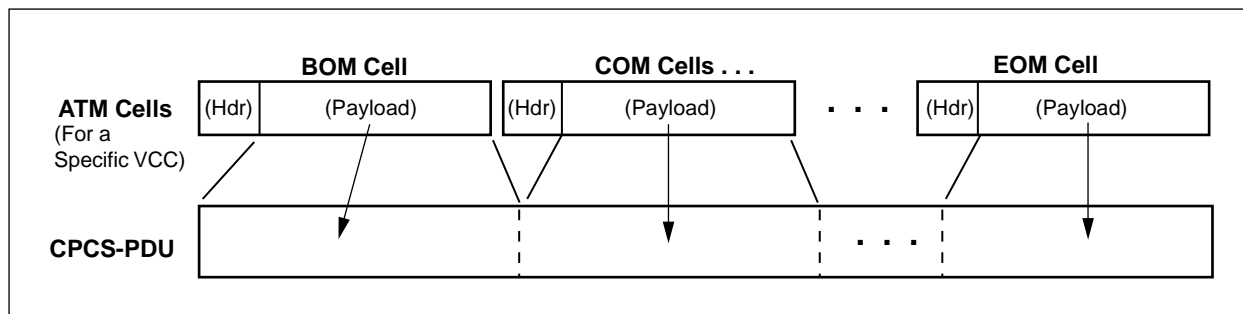 BOM Cell COM Cells . . . EOM Cell
ATM Cells (Hdr) (Payload) (Hdr) (Payload) . . . (Hdr) (Payload)
(For a
Specific VCC)
CPCS-PDU . . .